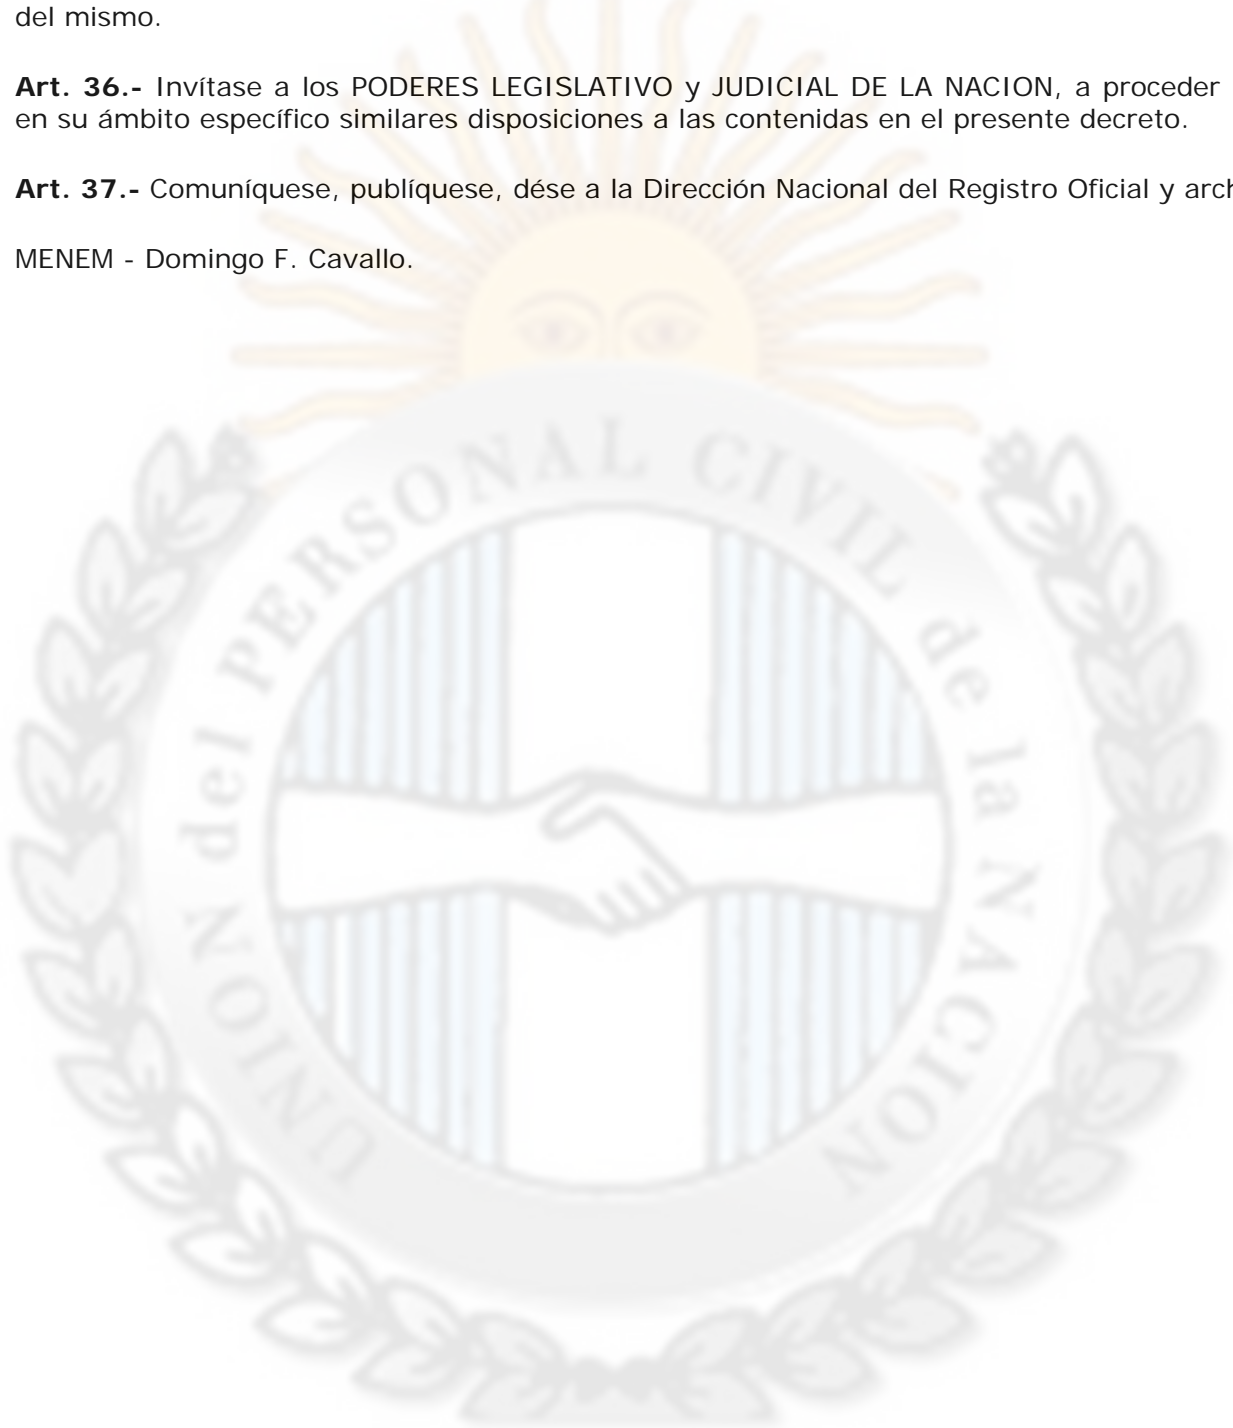 del mismo.
Art. 36.- Invítase a los PODERES LEGISLATIVO y JUDICIAL DE LA NACION, a proceder
en su ámbito específico similares disposiciones a las contenidas en el presente decreto.
Art. 37.- Comuníquese, publíquese, dése a la Dirección Nacional del Registro Oficial y
MENEM - Domingo F. Cavallo.
UNION del PERSONAL CIVIL de la NACION